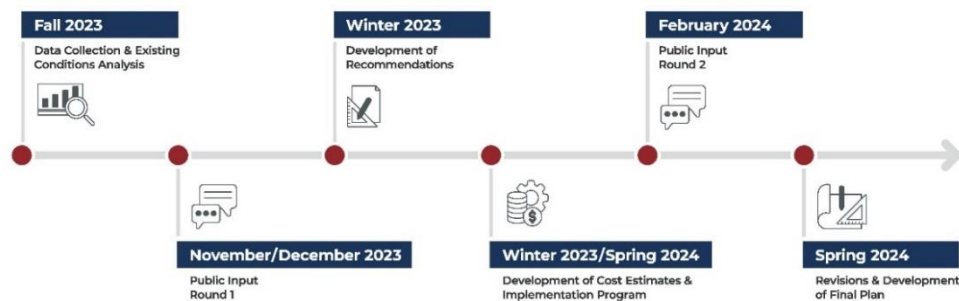 Fall 2023
Data Collection & Existing
Conditions Analysis
Winter 2023
Development of
Recommendations
February 2024
Public Input
Round 2
November/December 2023
Public Input
Round 1
Winter 2023/Spring 2024
Development of Cost Estimates &
Implementation Program
$
Spring 2024
Revisions & Development
of Final Plan